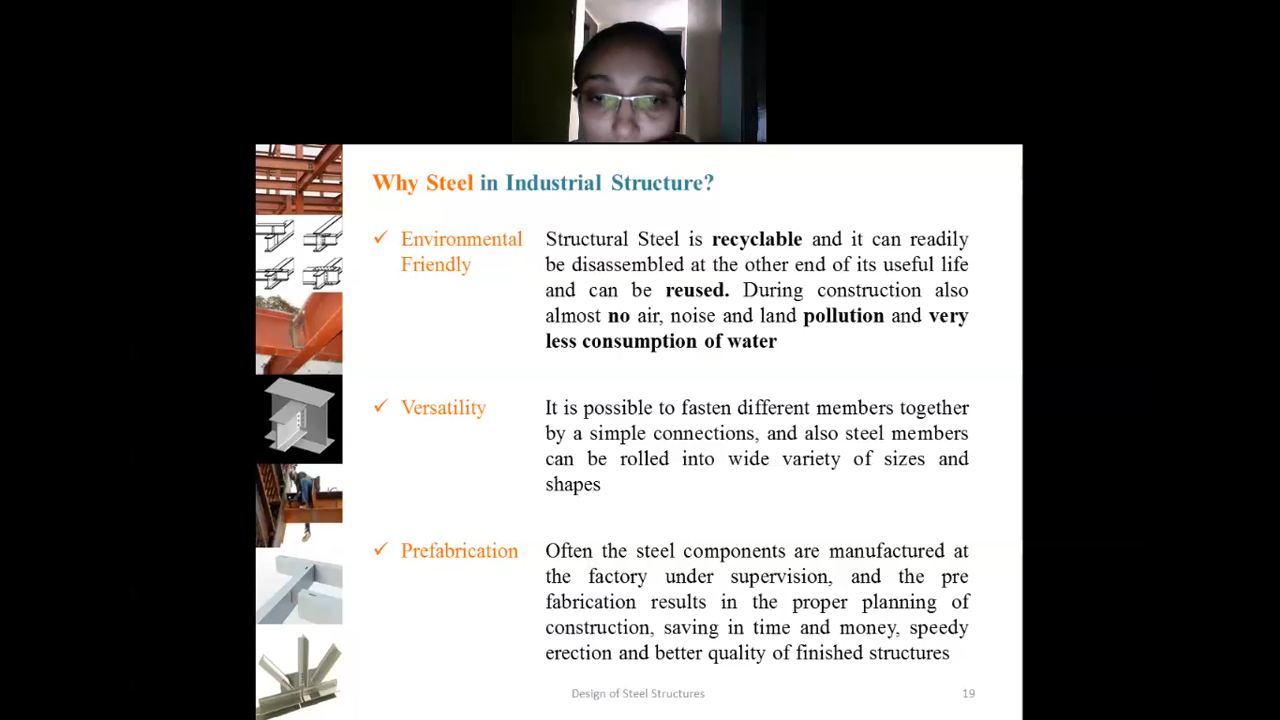 Why Steel in Industrial Structure?
✓ Environmental Friendly
Structural Steel is recyclable and it can readily
be disassembled at the other end of its useful life
and can be reused. During construction also
almost no air, noise and land pollution and very
less consumption of water
✓ Versatility
It is possible to fasten different members together
by a simple connections, and also steel members
can be rolled into wide variety of sizes and
shapes
✓ Prefabrication
Often the steel components are manufactured at
the factory under supervision, and the pre
fabrication results in the proper planning of
construction, saving in time and money, speedy
erection and better quality of finished structures
Design of Steel Structures
19